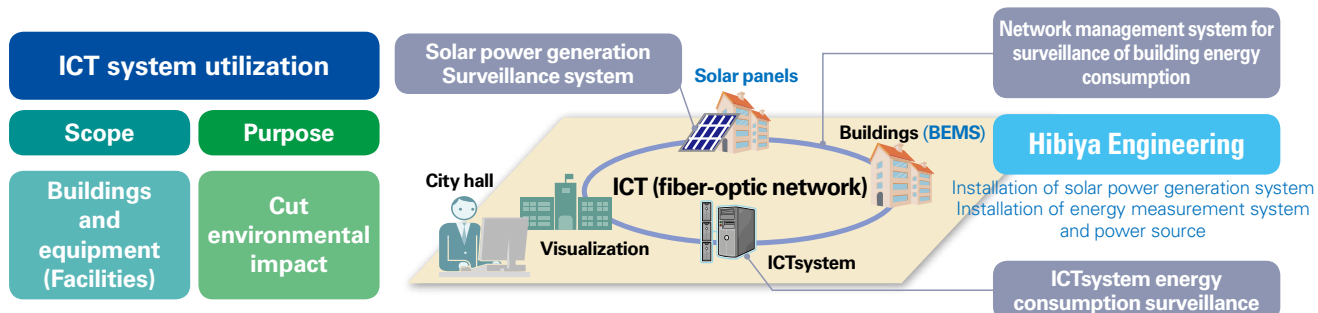 ICT system utilization
Scope
Purpose
Buildings
and
equipment
(Facilities)
Cut
environmental
impact
Solar power generation
Surveillance system
Solar panels
Network management system for
surveillance of building energy
consumption
Buildings (BEMS)
Hibiya Engineering
Installation of solar power generation system
Installation of energy measurement system
and power source
City hall
ICT (fiber-optic network)
Visualization
ICTsystem
ICTsystem energy
consumption surveillance